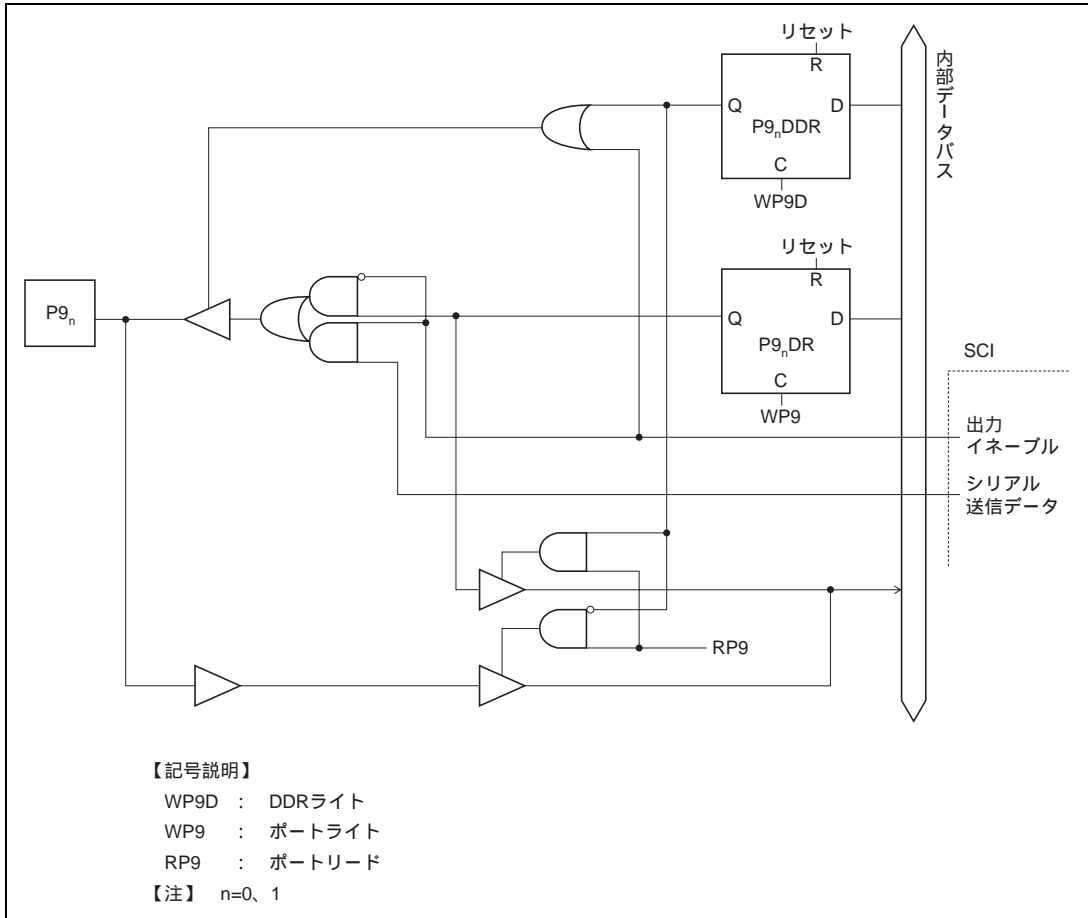 リセット
R
Q
D
P9nDDR
C
WP9D
内部データバス
リセット
R
P9n
Q
D
P9nDR
C
WP9
SCI
出力
イネーブル
シリアル
送信データ
RP9
【記号説明】
WP9D : DDRライト
WP9 : ポートライト
RP9 : ポートリード
【注】 n=0、1